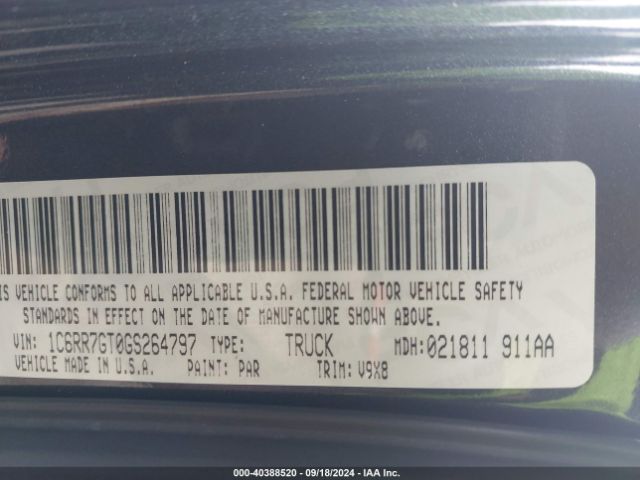 IS VEHICLE CONFORMS TO ALL APPLICABLE U.S.A. FEDERAL MOTOR VEHICLE SAFETY
STANDARDS IN EFFECT ON THE DATE OF MANUFACTURE SHOWN ABOVE.
VIN: 1C6RR7GT0GS264797 TYPE: TRUCK MDH:021811 911AA
VEHICLE MADE IN U.S.A. PAINT: PAR TRIM: V9X8
000-40388520 - 09/18/2024 - IAA Inc.